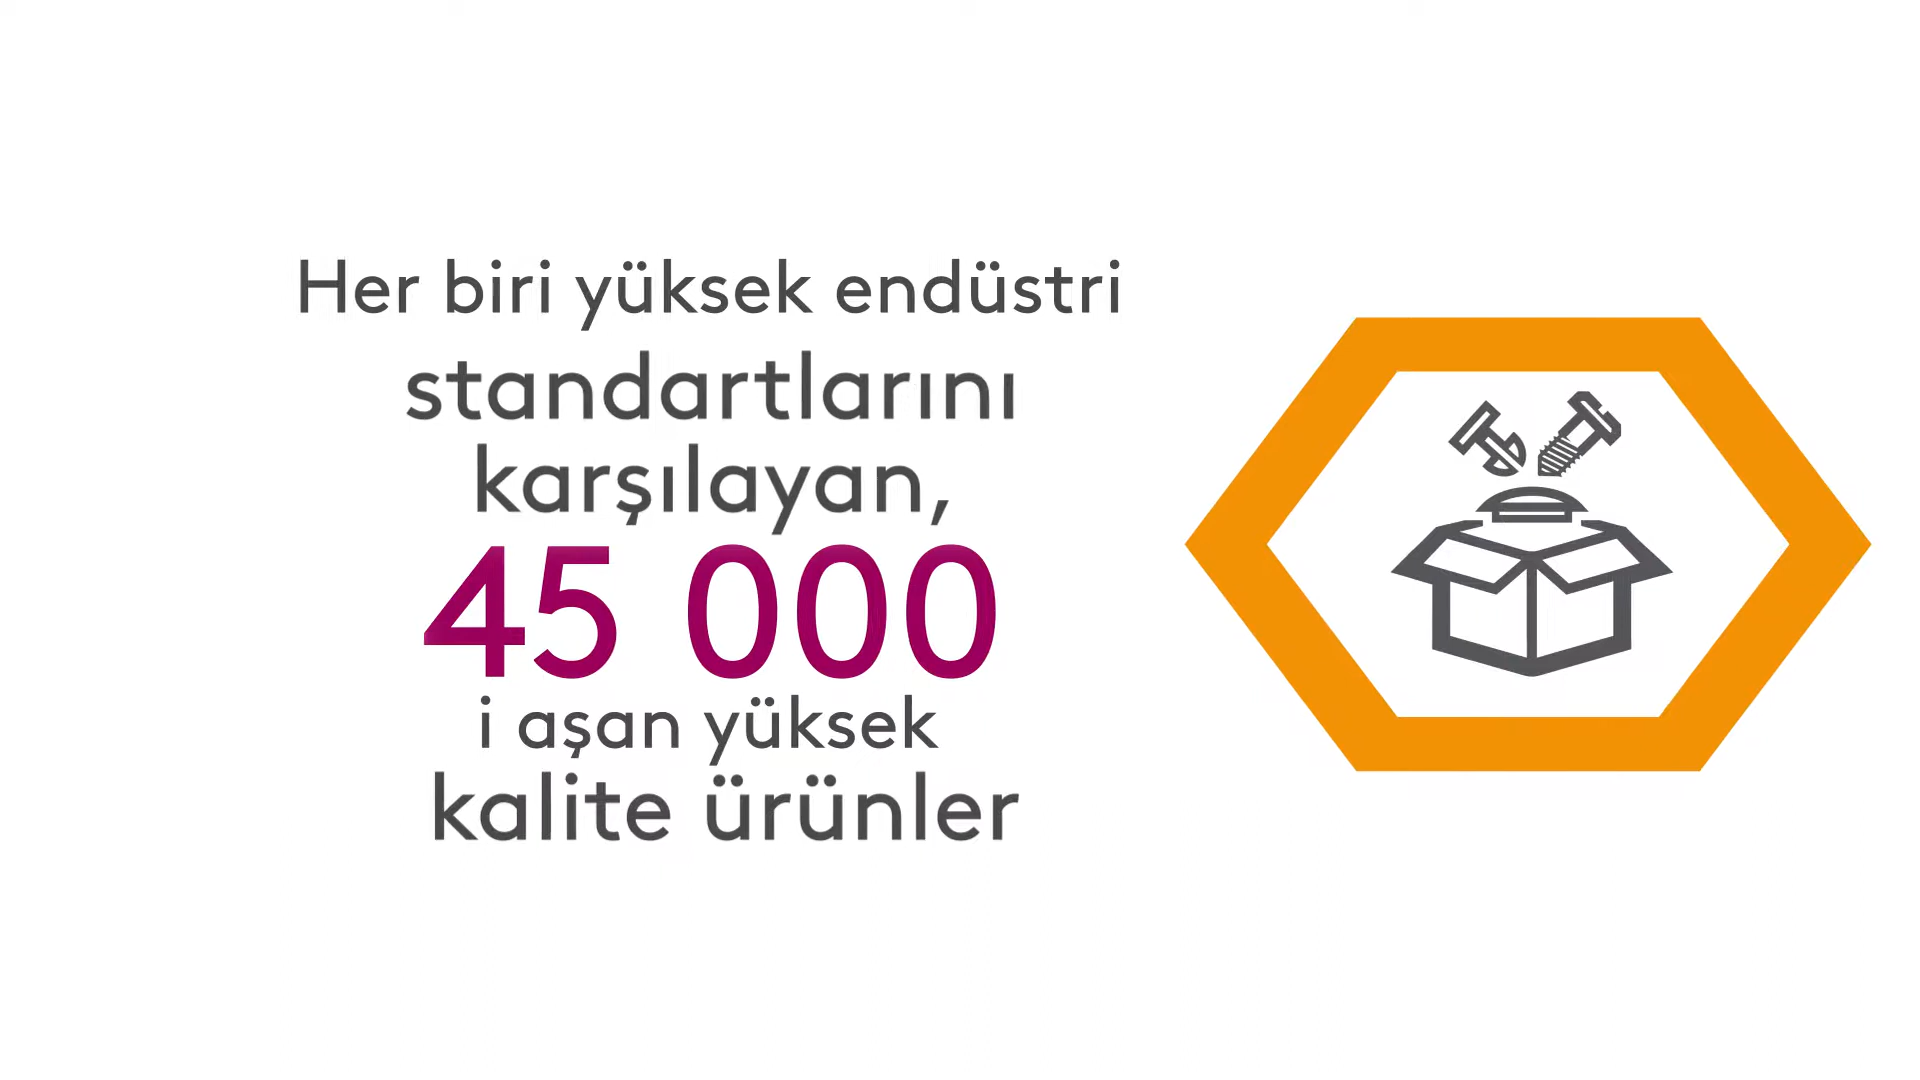 Her biri yüksek endüstri
standartlarını
karşılayan,
45 000
i aşan yüksek
kalite ürünler